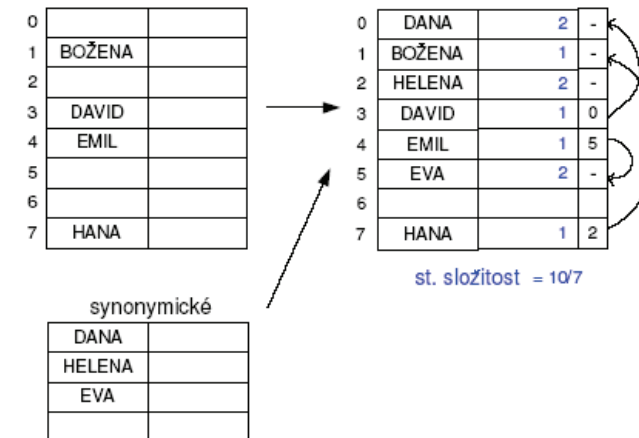 0
1 BOŽENA
2
3 DAVID
4 EMIL
5
6
7 HANA
0 DANA 2 -
1 BOŽENA 1 -
2 HELENA 2 -
3 DAVID 1 0
4 EMIL 1 5
5 EVA 2 -
6
7 HANA 1 2
st. složitost = 10/7
synonymické
DANA
HELENA
EVA